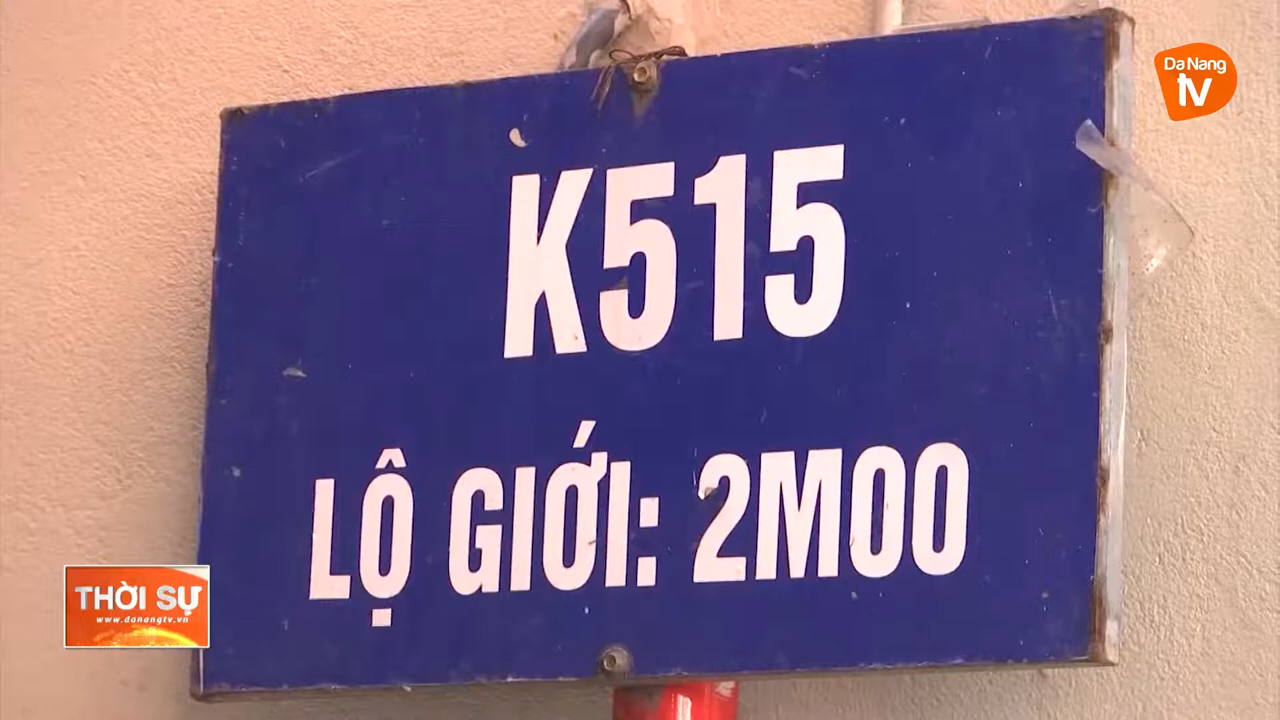 Da Nang
tv
K515
LỘ GIỚI: 2M00
THỜI SỰ
www.danangtv.vn